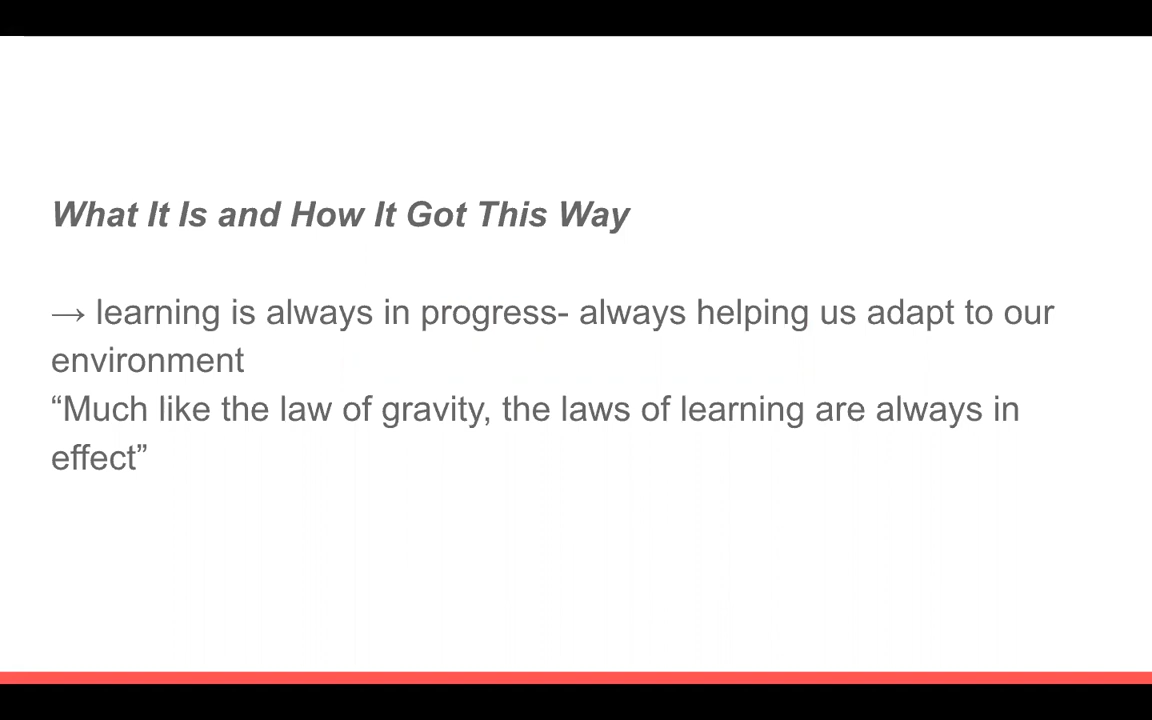 What It Is and How It Got This Way
→ learning is always in progress- always helping us adapt to our
environment
“Much like the law of gravity, the laws of learning are always in
effect”